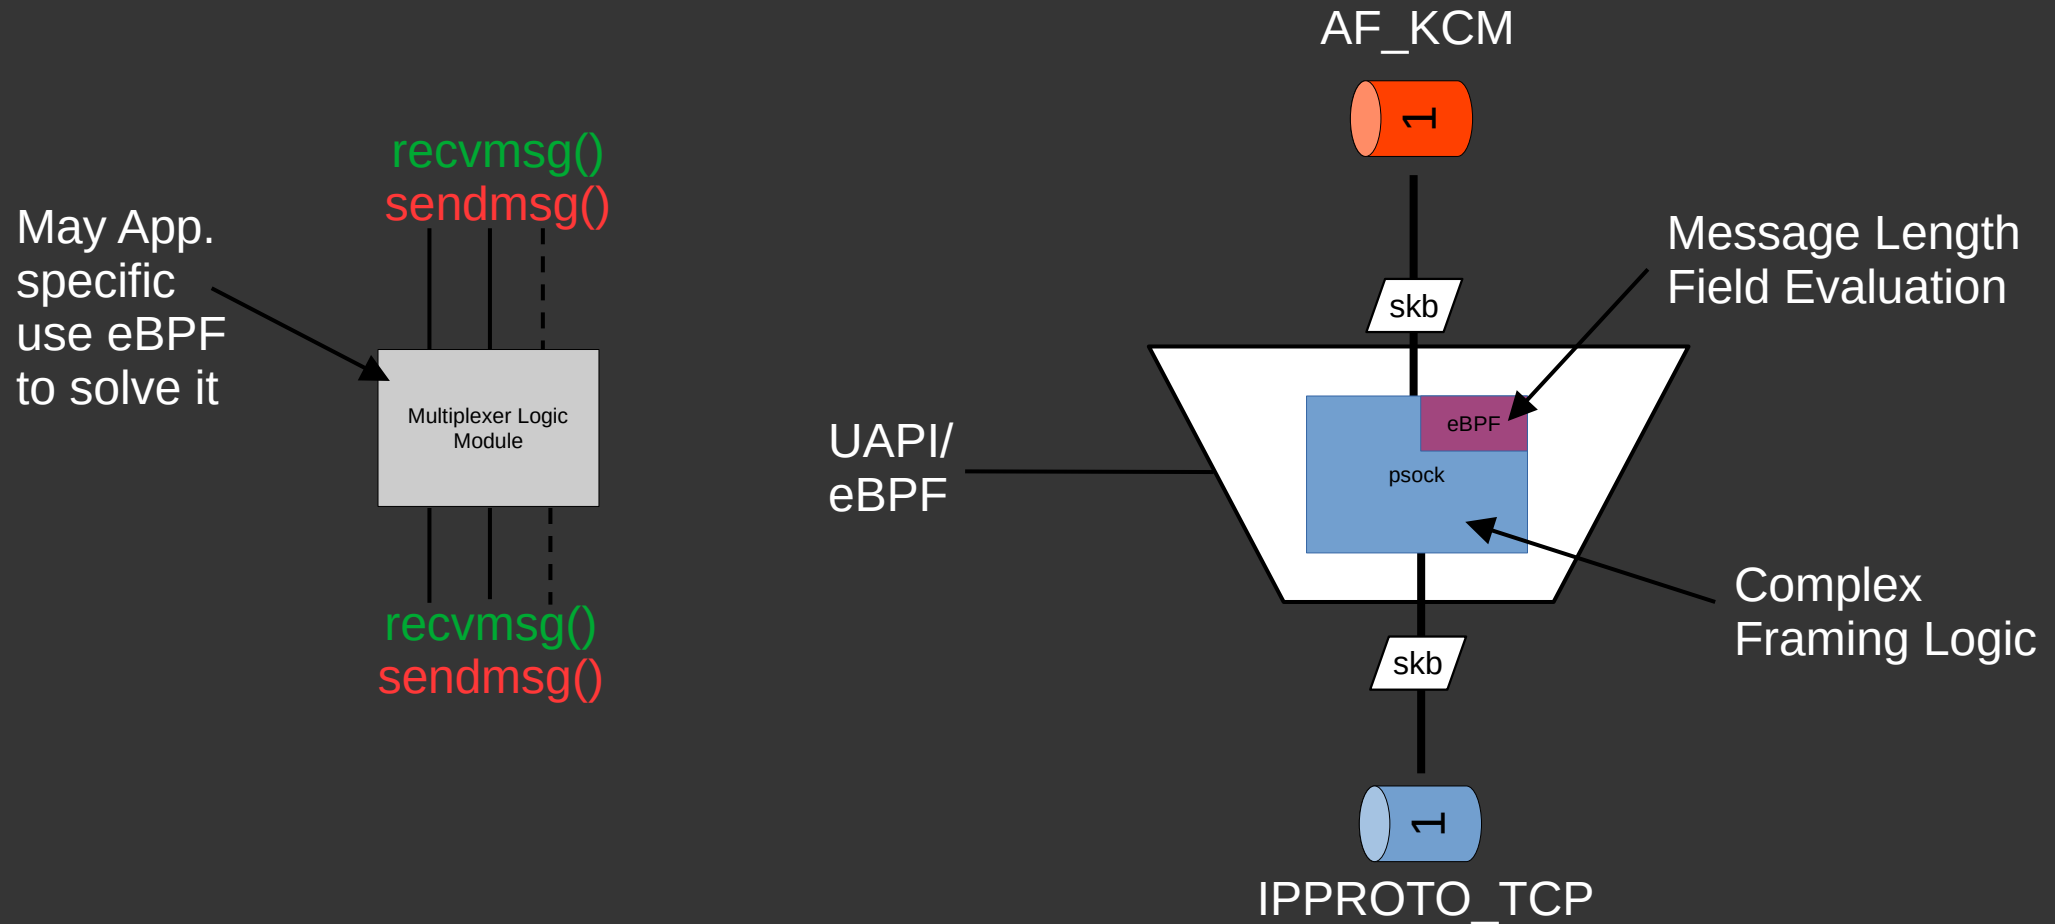 AF_KCM
1
recvmsg()
sendmsg()
May App.
specific
use eBPF
to solve it
Multiplexer Logic
Module
recvmsg()
sendmsg()
Message Length
Field Evaluation
skb
UAPI/
eBPF
eBPF
psock
Complex
Framing Logic
skb
1
IPPROTO_TCP